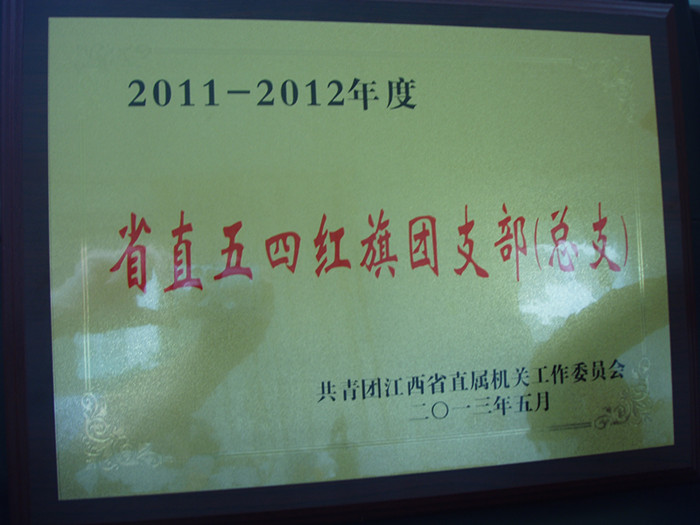 2011-2012年度
省直五四红旗团支部(总支)
共青团江西省直属机关工作委员会
二〇一三年五月